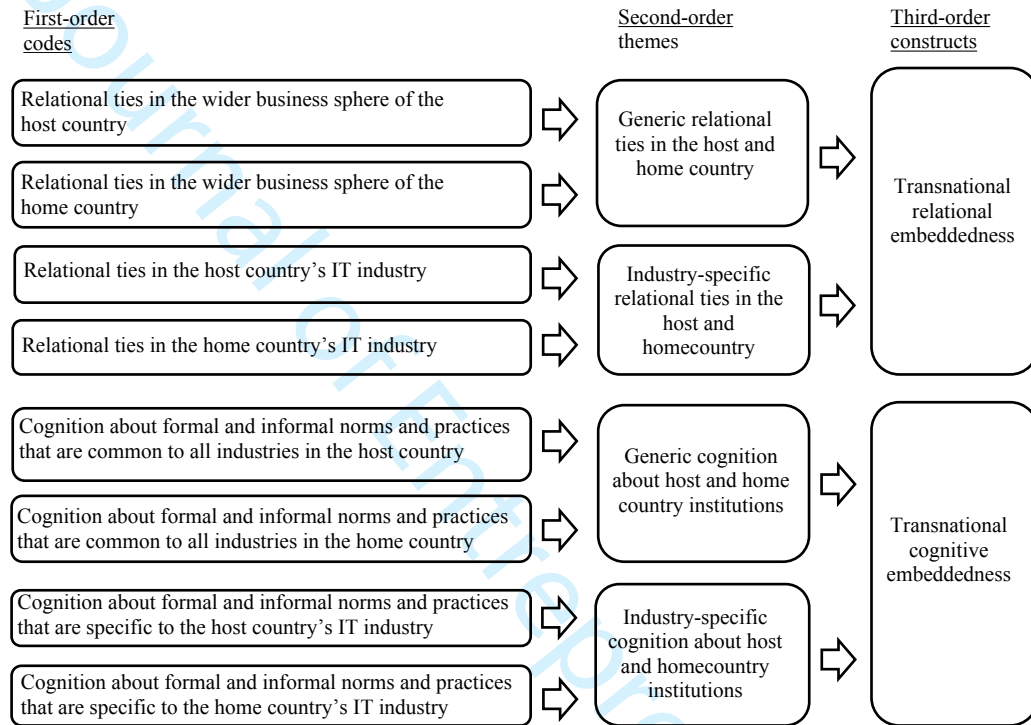 First-order
codes
Second-order
themes
Third-order
constructs
Relational ties in the wider business sphere of the
host country
Relational ties in the wider business sphere of the
home country
Relational ties in the host country's IT industry
Relational ties in the home country's IT industry
Cognition about formal and informal norms and practices
that are common to all industries in the host country
Cognition about formal and informal norms and practices
that are common to all industries in the home country
Cognition about formal and informal norms and practices
that are specific to the host country's IT industry
Cognition about formal and informal norms and practices
that are specific to the home country's IT industry
Generic relational
ties in the host and
home country
Industry-specific
relational ties in the
host and
homecountry
Generic cognition
about host and home
country institutions
Industry-specific
cognition about host
and homecountry
institutions
Transnational
relational
embeddedness
Transnational
cognitive
embeddedness
ournal of Entrepre